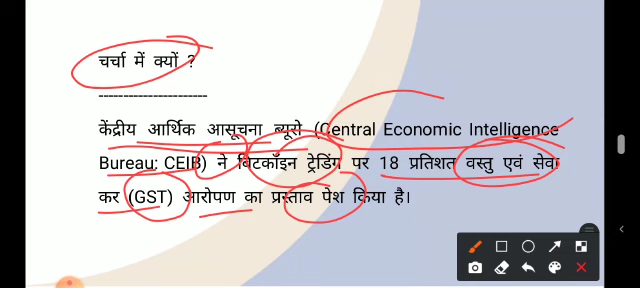 चर्चा में क्यों ?
----------------------
केंद्रीय आर्थिक आसूचना ब्यूरो (Central Economic Intelligence
Bureau; CEIB) ने बिटकॉइन ट्रेडिंग पर 18 प्रतिशत वस्तु एवं सेवा
कर (GST) आरोपण का प्रस्ताव पेश किया है।